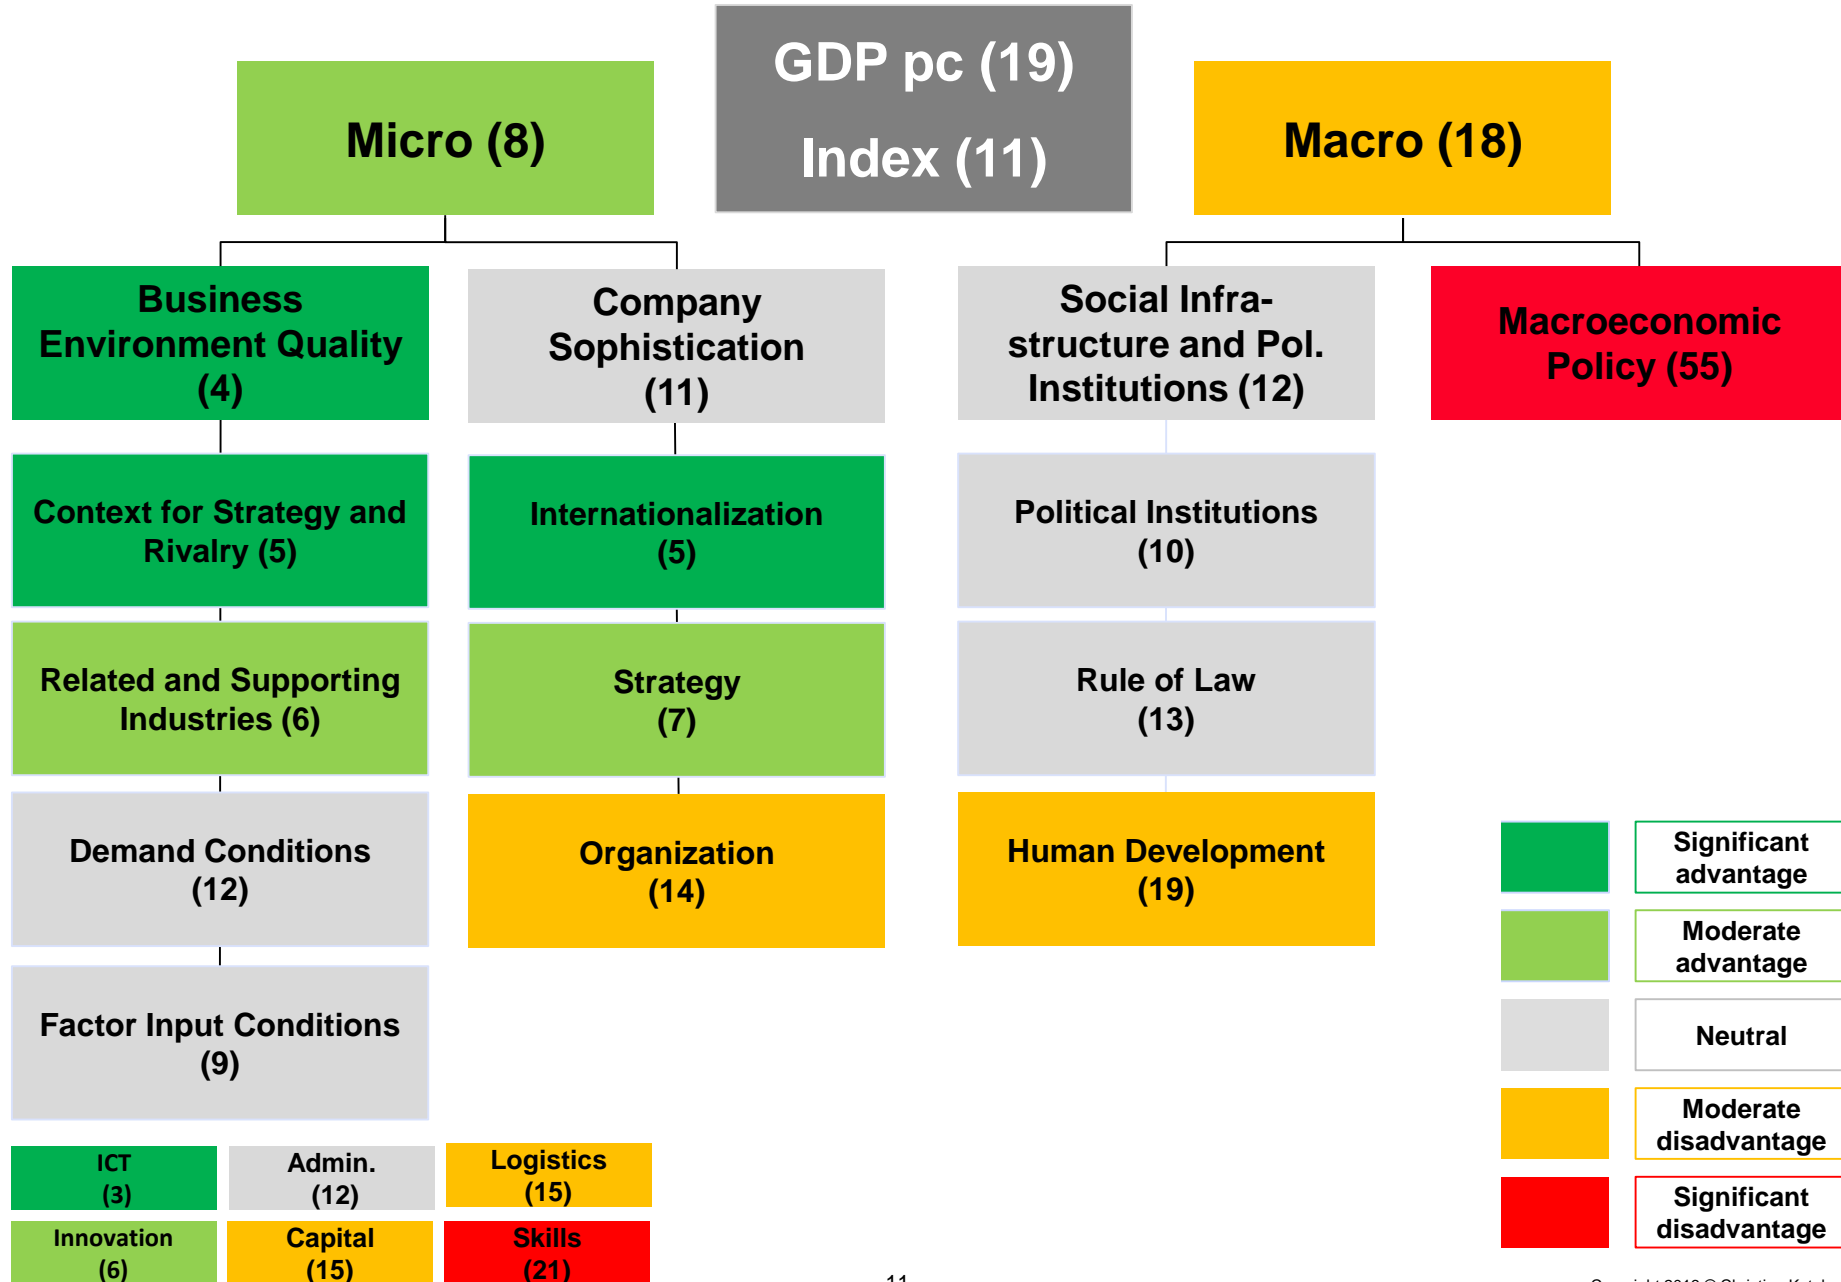 GDP pc (19)
Index (11)
Micro (8)
Macro (18)
Business
Environment Quality
(4)
Company
Sophistication
(11)
Social Infra-
structure and Pol.
Institutions (12)
Macroeconomic
Policy (55)
Context for Strategy and
Rivalry (5)
Internationalization
(5)
Political Institutions
(10)
Related and Supporting
Industries (6)
Strategy
(7)
Rule of Law
(13)
Demand Conditions
(12)
Organization
(14)
Human Development
(19)
Factor Input Conditions
(9)
ICT
(3)
Admin.
(12)
Logistics
(15)
Innovation
(6)
Capital
(15)
Skills
(21)
Significant
advantage
Moderate
advantage
Neutral
Moderate
disadvantage
Significant
disadvantage
11